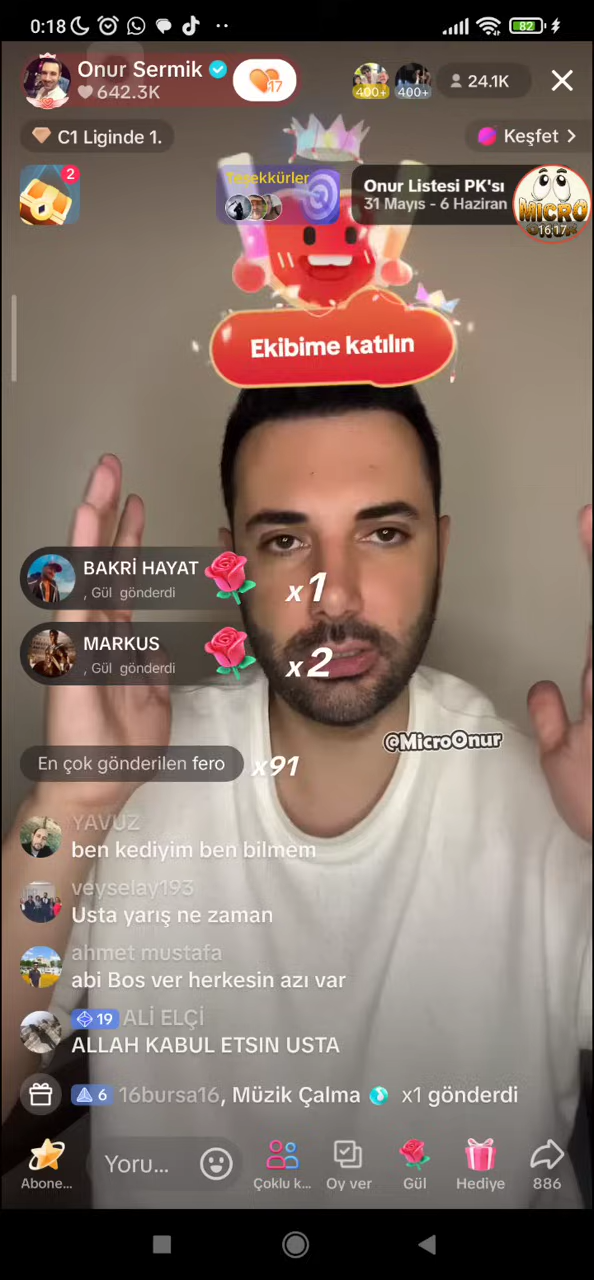 0:18
82
Onur Sermik
642.3K
17
400+
400+
24.1K
C1 Liginde 1.
Keşfet
2
Teşekkürler
Onur Listesi PK'sı
31 Mayıs - 6 Haziran
MİCRO
ONUR
16:17
Ekibime katılın
BAKRİ HAYAT
, Gül gönderdi
x1
MARKUS
, Gül gönderdi
x2
@MicroOnur
En çok gönderilen fero x91
YAVUZ
ben kediyim ben bilmem
veyselay193
Usta yarış ne zaman
ahmet mustafa
abi Bos ver herkesin azı var
19 ALİ ELÇİ
ALLAH KABUL ETSIN USTA
6 16bursa16, Müzik Çalma x1 gönderdi
Yoru...
Abone...
Çoklu k...
Oy ver
Gül
Hediye
886